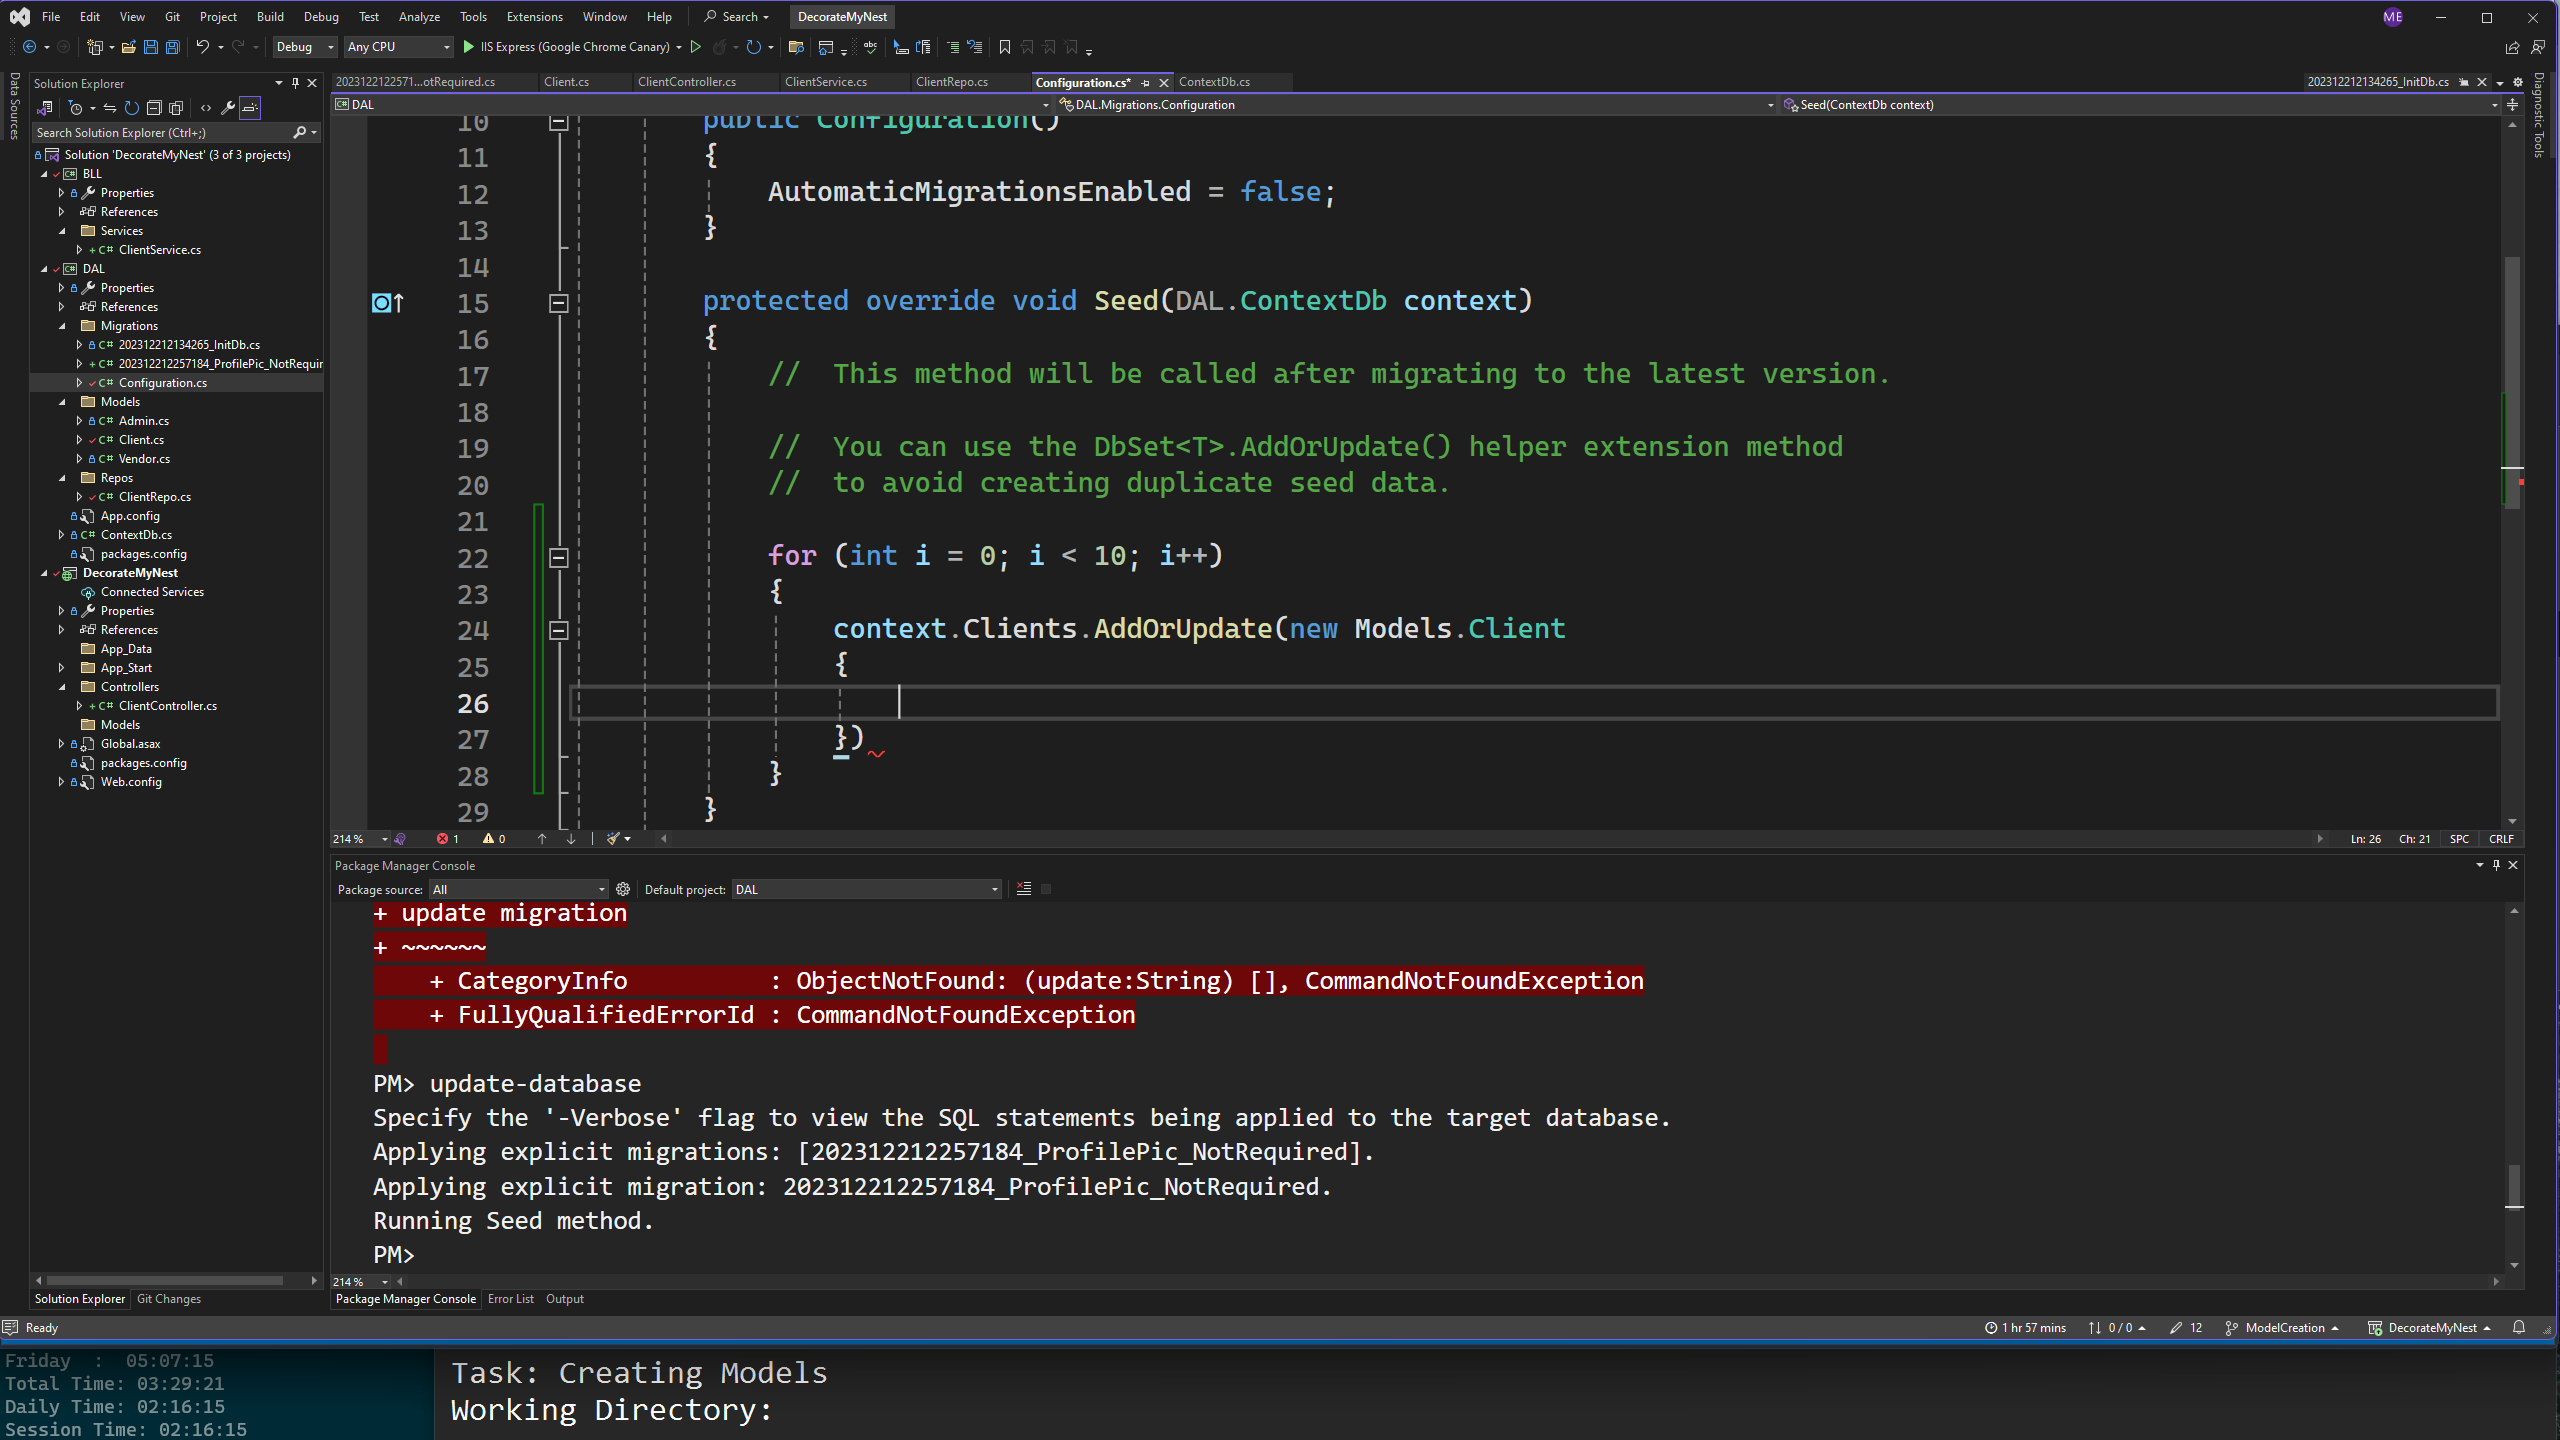 File Edit View Git Project Build Debug Test Analyze Tools Extensions Window Help Search DecorateMyNest ME
Debug Any CPU IIS Express (Google Chrome Canary)
Data Sources
Solution Explorer
Search Solution Explorer (Ctrl+;)
Solution 'DecorateMyNest' (3 of 3 projects)
BLL
Properties
References
Services
C# ClientService.cs
DAL
Properties
References
Migrations
C# 202312212134265_InitDb.cs
C# 202312212257184_ProfilePic_NotRequir
C# Configuration.cs
Models
C# Admin.cs
C# Client.cs
C# Vendor.cs
Repos
C# ClientRepo.cs
App.config
C# ContextDb.cs
packages.config
DecorateMyNest
Connected Services
Properties
References
App_Data
App_Start
Controllers
C# ClientController.cs
Models
Global.asax
packages.config
Web.config
Solution Explorer Git Changes
2023122122571...otRequired.cs Client.cs ClientController.cs ClientService.cs ClientRepo.cs Configuration.cs* ContextDb.cs 202312212134265_InitDb.cs
DAL DAL.Migrations.Configuration Seed(ContextDb context)
Diagnostic Tools
10 public Configuration()
11 {
12 AutomaticMigrationsEnabled = false;
13 }
14
15 protected override void Seed(DAL.ContextDb context)
16 {
17 //  This method will be called after migrating to the latest version.
18
19 //  You can use the DbSet<T>.AddOrUpdate() helper extension method
20 //  to avoid creating duplicate seed data.
21
22 for (int i = 0; i < 10; i++)
23 {
24 context.Clients.AddOrUpdate(new Models.Client
25 {
26
27 })
28 }
29 }
214 % 1 0 Ln: 26 Ch: 21 SPC CRLF
Package Manager Console
Package source: All Default project: DAL
+ update migration
+ ~~~~~~
+ CategoryInfo          : ObjectNotFound: (update:String) [], CommandNotFoundException
+ FullyQualifiedErrorId : CommandNotFoundException
PM> update-database
Specify the '-Verbose' flag to view the SQL statements being applied to the target database.
Applying explicit migrations: [202312212257184_ProfilePic_NotRequired].
Applying explicit migration: 202312212257184_ProfilePic_NotRequired.
Running Seed method.
PM>
214 %
Package Manager Console Error List Output
Ready 1 hr 57 mins 0 / 0 12 ModelCreation DecorateMyNest
Friday  :  05:07:15
Total Time: 03:29:21
Daily Time: 02:16:15
Session Time: 02:16:15
Task: Creating Models
Working Directory: